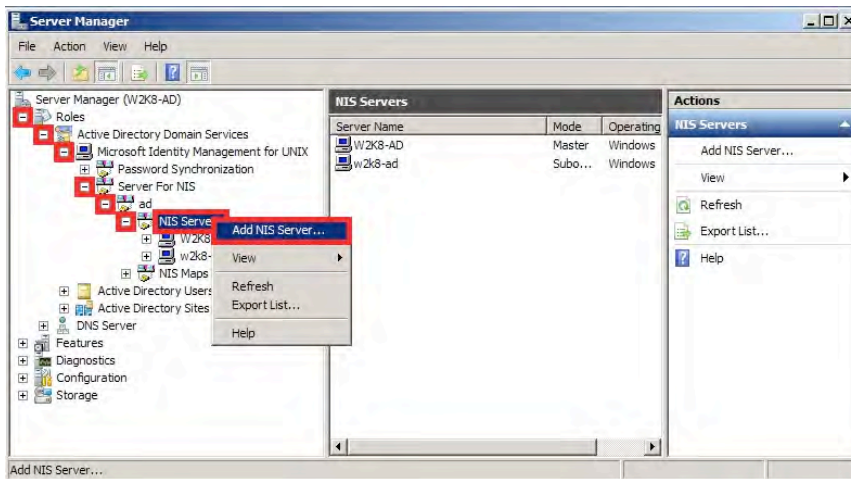 Server Manager
File Action View Help
Server Manager (W2K8-AD)
Roles
Active Directory Domain Services
Microsoft Identity Management for UNIX
Password Synchronization
Server For NIS
ad
NIS Serve
W2K8
w2k8-
NIS Maps
Active Directory Users
Active Directory Sites
DNS Server
Features
Diagnostics
Configuration
Storage
Add NIS Server...
View
Refresh
Export List...
Help
NIS Servers
Server Name Mode Operating
W2K8-AD Master Windows
w2k8-ad Subo... Windows
Actions
NIS Servers
Add NIS Server...
View
Refresh
Export List...
Help
Add NIS Server...